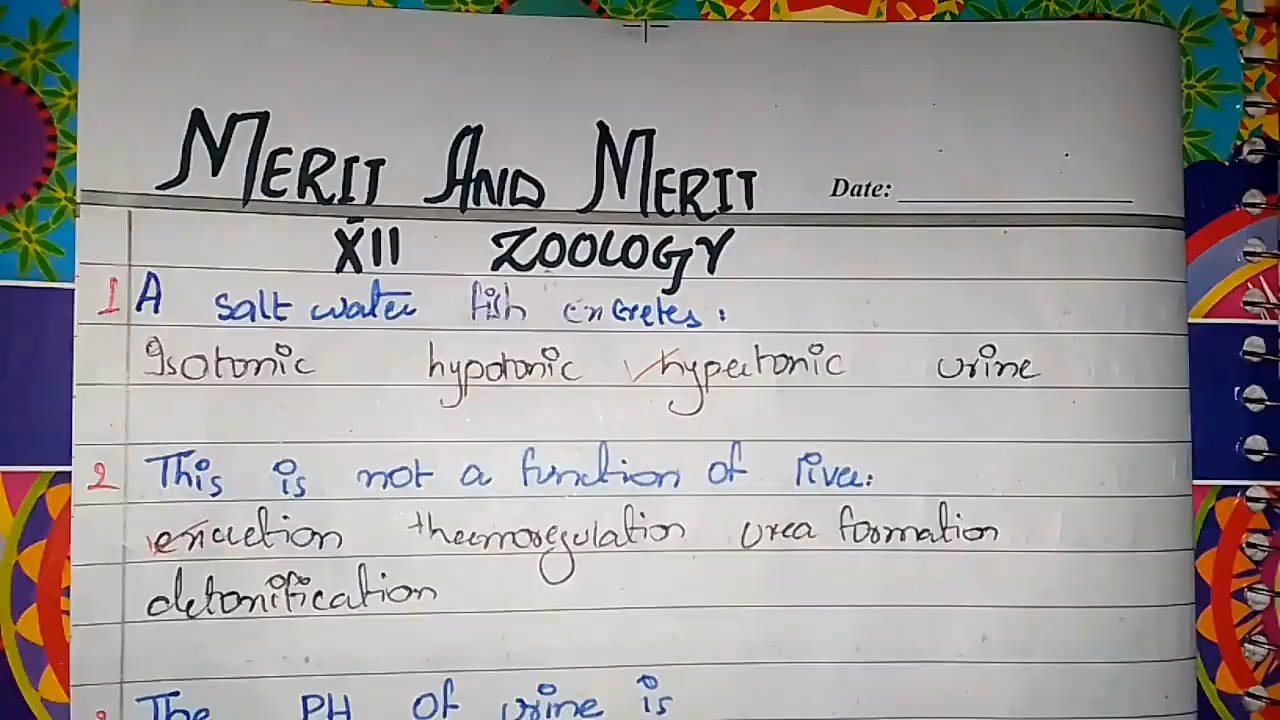 MERIT AND MERIT
Date:
XII ZOOLOGY
1 A salt water fish excretes:
Isotonic hypotonic hypertonic urine
2 This is not a function of liver:
excretion thermoregulation urea formation
detoxification
3 The PH of urine is